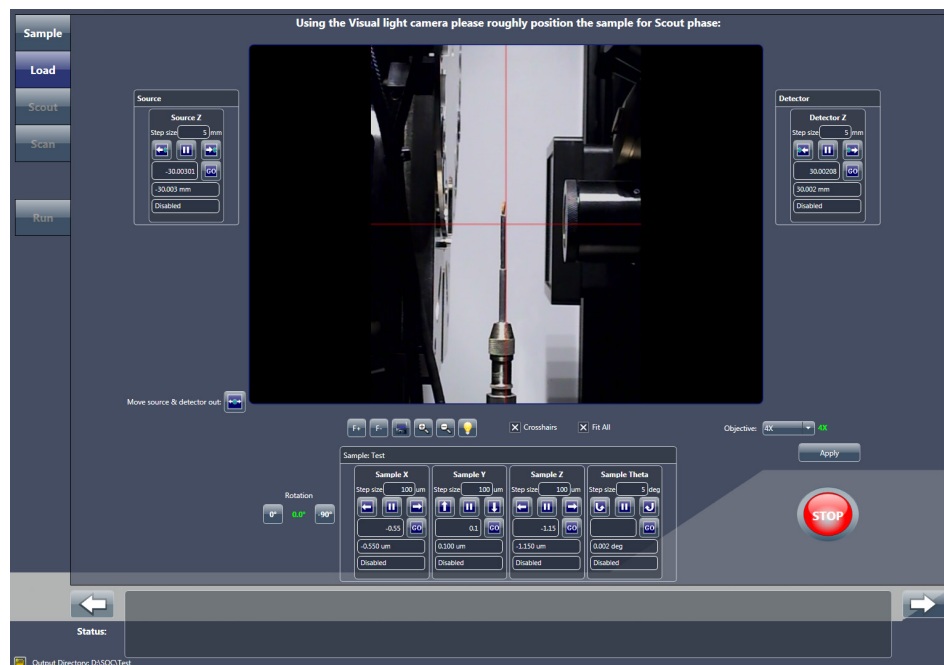 Using the Visual light camera please roughly position the sample for Scout phase:
Sample
Load
Scout
Scan
Run
Source
Source Z
Step size 5 mm
-30.00301 GO
-30.003 mm
Disabled
Detector
Detector Z
Step size 5 mm
30.00208 GO
30.002 mm
Disabled
Move source & detector out:
F+ F- Crosshairs Fit All
Objective: 4X 4X
Apply
Rotation
0° 0.0° -90°
Sample: Test
Sample X Sample Y Sample Z Sample Theta
Step size 100 um Step size 100 um Step size 100 um Step size 5 deg
-0.55 GO 0.1 GO -1.15 GO GO
-0.550 um 0.100 um -1.150 um 0.002 deg
Disabled Disabled Disabled Disabled
STOP
Status:
Output Directory: D:\SOC\Test